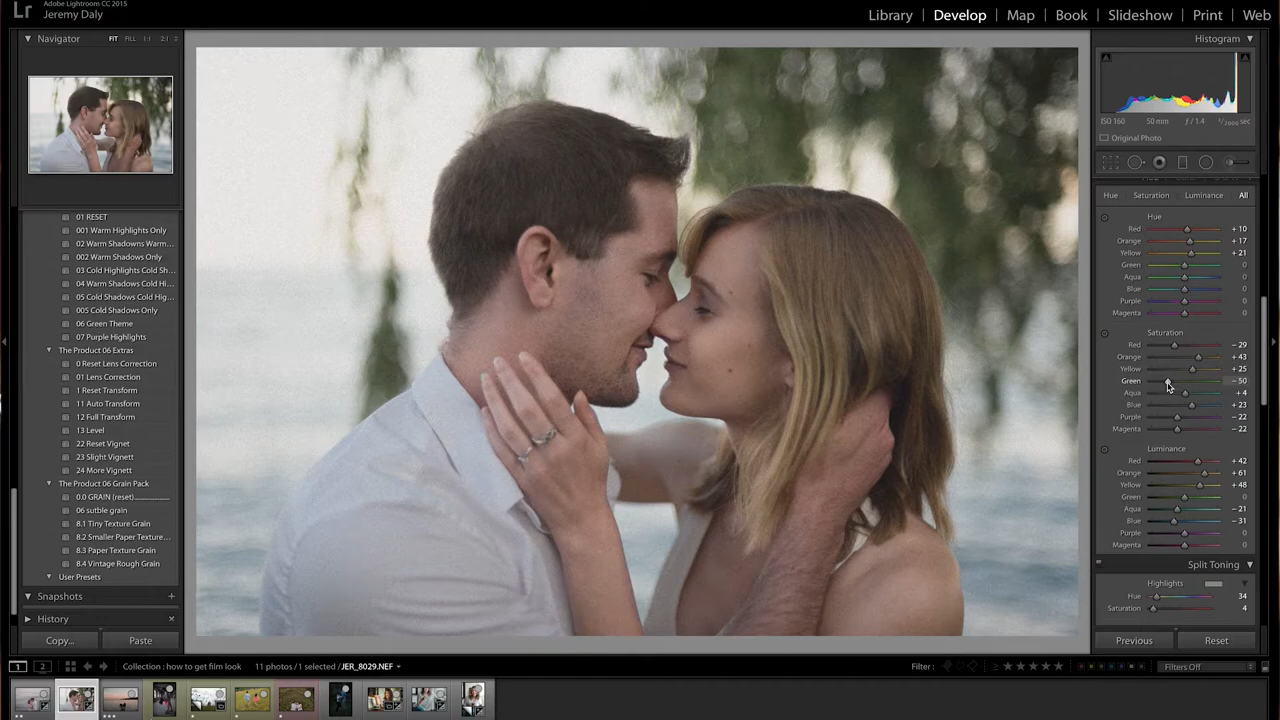 Lr
Adobe Lightroom CC 2015
Jeremy Daly
Library | Develop | Map | Book | Slideshow | Print | Web
Navigator FIT FILL 1:1 2:1
01 RESET
001 Warm Highlights Only
02 Warm Shadows Warm...
002 Warm Shadows Only
03 Cold Highlights Cold Sh...
04 Warm Shadows Cold Hi...
05 Cold Shadows Cold Hig...
005 Cold Shadows Only
06 Green Theme
07 Purple Highlights
The Product 06 Extras
0 Reset Lens Correction
01 Lens Correction
1 Reset Transform
11 Auto Transform
12 Full Transform
13 Level
22 Reset Vignet
23 Slight Vignett
24 More Vignett
The Product 06 Grain Pack
0.0 GRA!N (reset)
06 sutble grain
8.1 Tiny Texture Grain
8.2 Smaller Paper Texture...
8.3 Paper Texture Grain
8.4 Vintage Rough Grain
User Presets
Snapshots +
History ×
Copy... Paste
Histogram
ISO 160 50 mm ƒ / 1.4 sec
Original Photo
Hue Saturation Luminance All
Hue
Red + 10
Orange + 17
Yellow + 21
Green 0
Aqua 0
Blue 0
Purple 0
Magenta 0
Saturation
Red – 29
Orange + 43
Yellow + 25
Green – 50
Aqua + 4
Blue + 23
Purple – 22
Magenta – 22
Luminance
Red + 42
Orange + 61
Yellow + 48
Green 0
Aqua – 21
Blue – 31
Purple 0
Magenta 0
Split Toning
Highlights
Hue 34
Saturation 4
Previous Reset
1 2 Collection : how to get film look 11 photos / 1 selected / JER_8029.NEF Filter : Filters Off